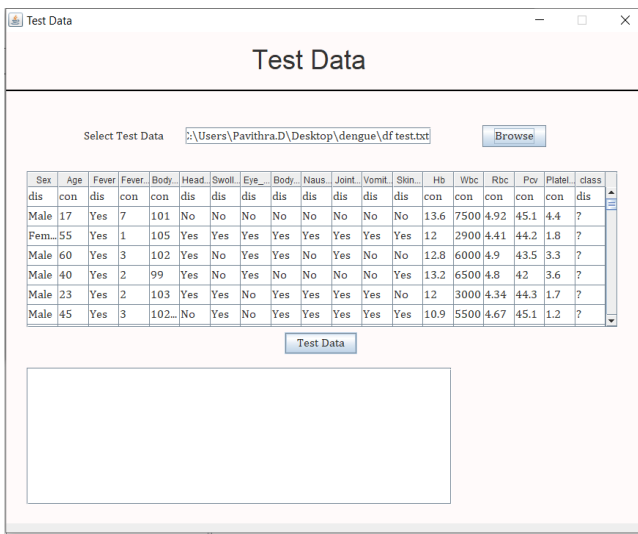 Test Data
Test Data
Select Test Data :\Users\Pavithra.D\Desktop\dengue\df test.txt Browse
Sex Age Fever Fever... Body... Head... Swoll... Eye_... Body... Naus... Joint... Vomit... Skin... Hb Wbc Rbc Pcv Platel... class
dis con dis con con dis dis dis dis dis dis dis dis con con con con con dis
Male 17 Yes 7 101 No No No No No No No No 13.6 7500 4.92 45.1 4.4 ?
Fem... 55 Yes 1 105 Yes Yes Yes Yes Yes Yes Yes Yes 12 2900 4.41 44.2 1.8 ?
Male 60 Yes 3 102 Yes No Yes Yes No Yes No No 12.8 6000 4.9 43.5 3.3 ?
Male 40 Yes 2 99 Yes No Yes No No No No Yes 13.2 6500 4.8 42 3.6 ?
Male 23 Yes 2 103 Yes Yes No Yes Yes Yes Yes No 12 3000 4.34 44.3 1.7 ?
Male 45 Yes 3 102... No Yes No Yes No Yes Yes Yes 10.9 5500 4.67 45.1 1.2 ?
Test Data